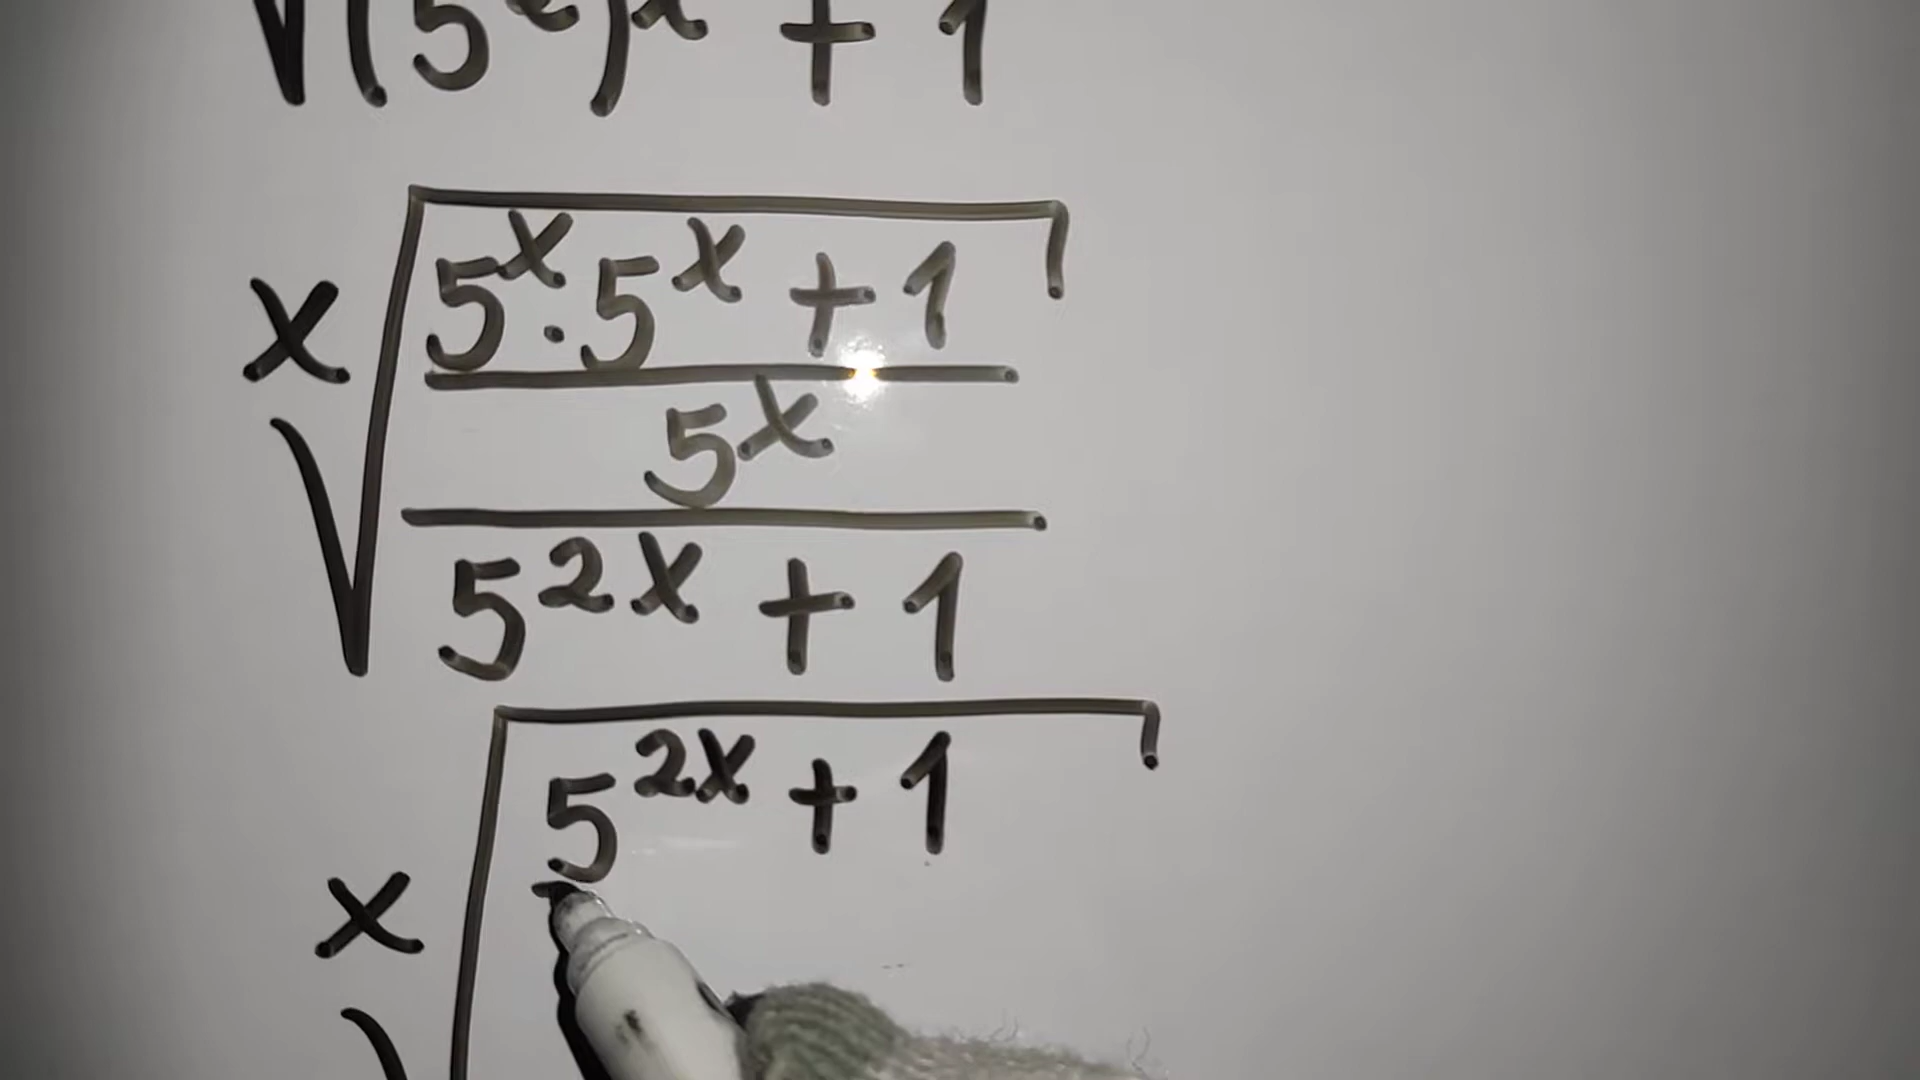 √(5²)ˣ + 1
x√ 5ˣ·5ˣ + 1
5ˣ
5²ˣ + 1
x√ 5²ˣ + 1